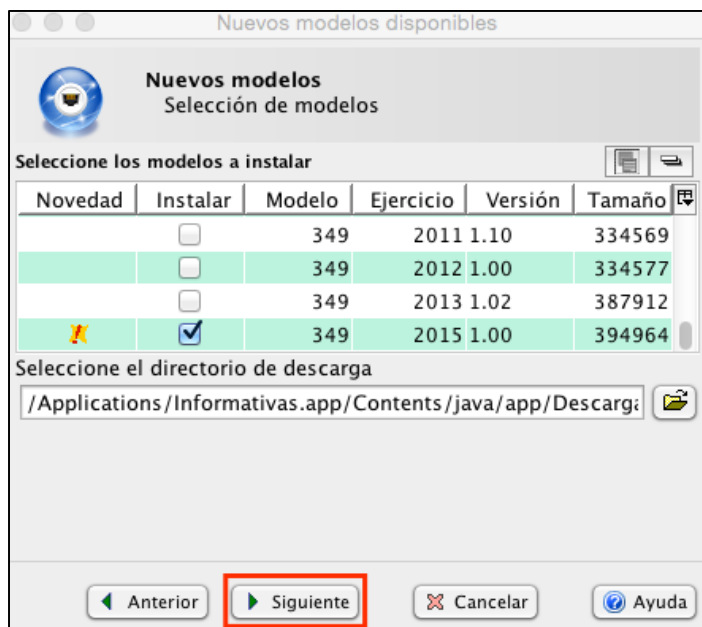 Nuevos modelos disponibles
Nuevos modelos
Selección de modelos
Seleccione los modelos a instalar
Novedad Instalar Modelo Ejercicio Versión Tamaño
349 2011 1.10 334569
349 2012 1.00 334577
349 2013 1.02 387912
349 2015 1.00 394964
Seleccione el directorio de descarga
/Applications/Informativas.app/Contents/java/app/Descarga
Anterior Siguiente Cancelar Ayuda